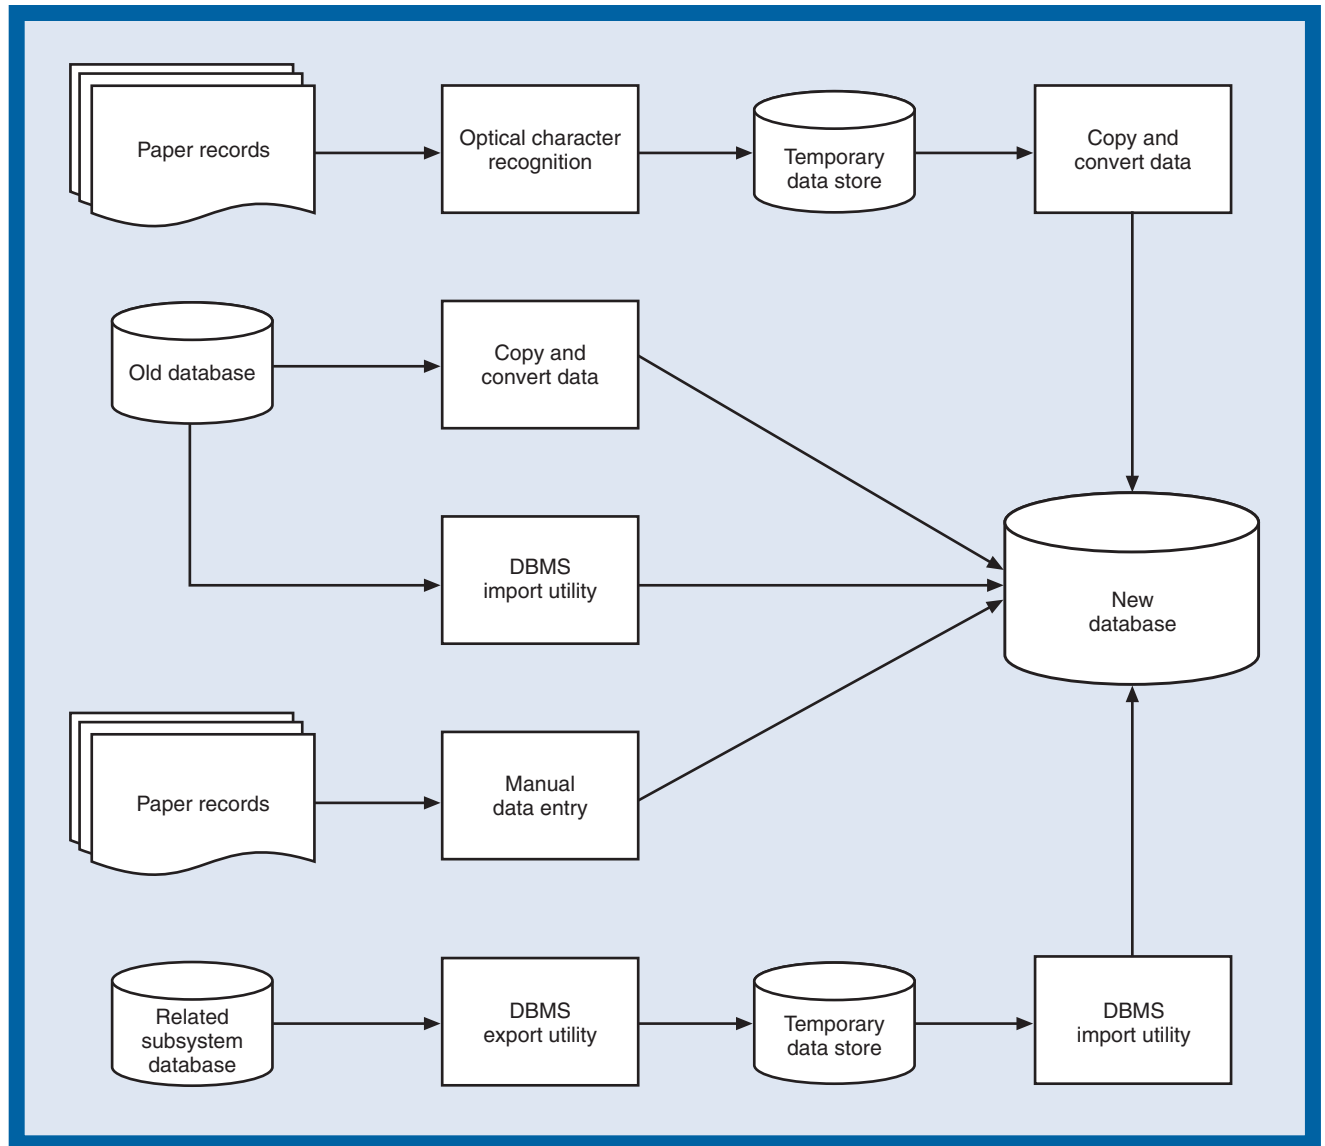 Paper records
Optical character
recognition
Temporary
data store
Copy and
convert data
Old database
Copy and
convert data
DBMS
import utility
New
database
Paper records
Manual
data entry
Related
subsystem
database
DBMS
export utility
Temporary
data store
DBMS
import utility